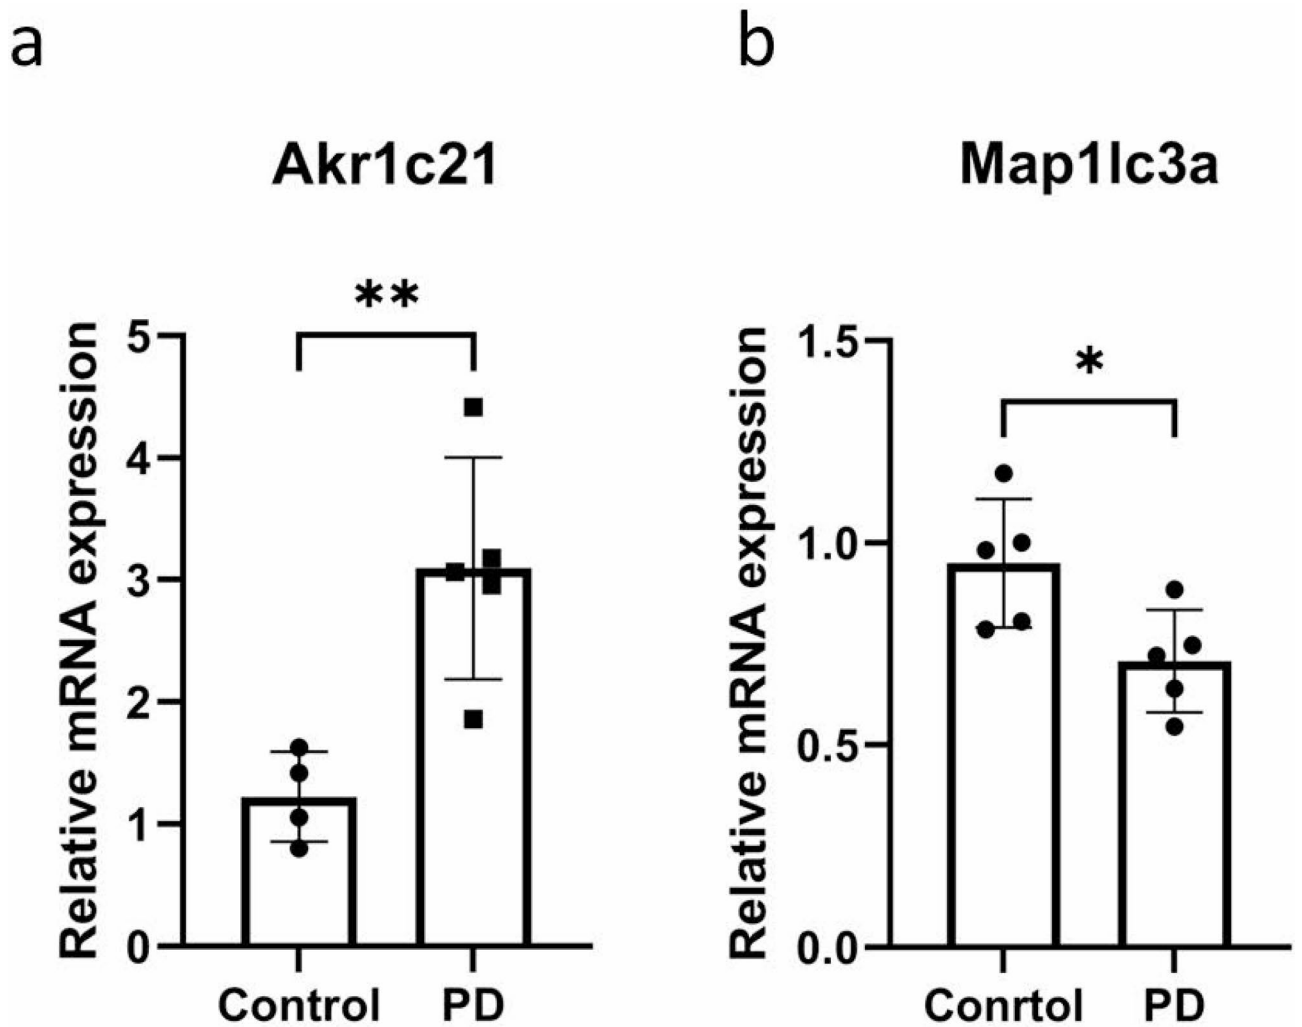 a
b
Akr1c21
Map1lc3a
**
*
Relative mRNA expression
5
4
3
2
1
0
Control
PD
Relative mRNA expression
1.5
1.0
0.5
0.0
Conrtol
PD